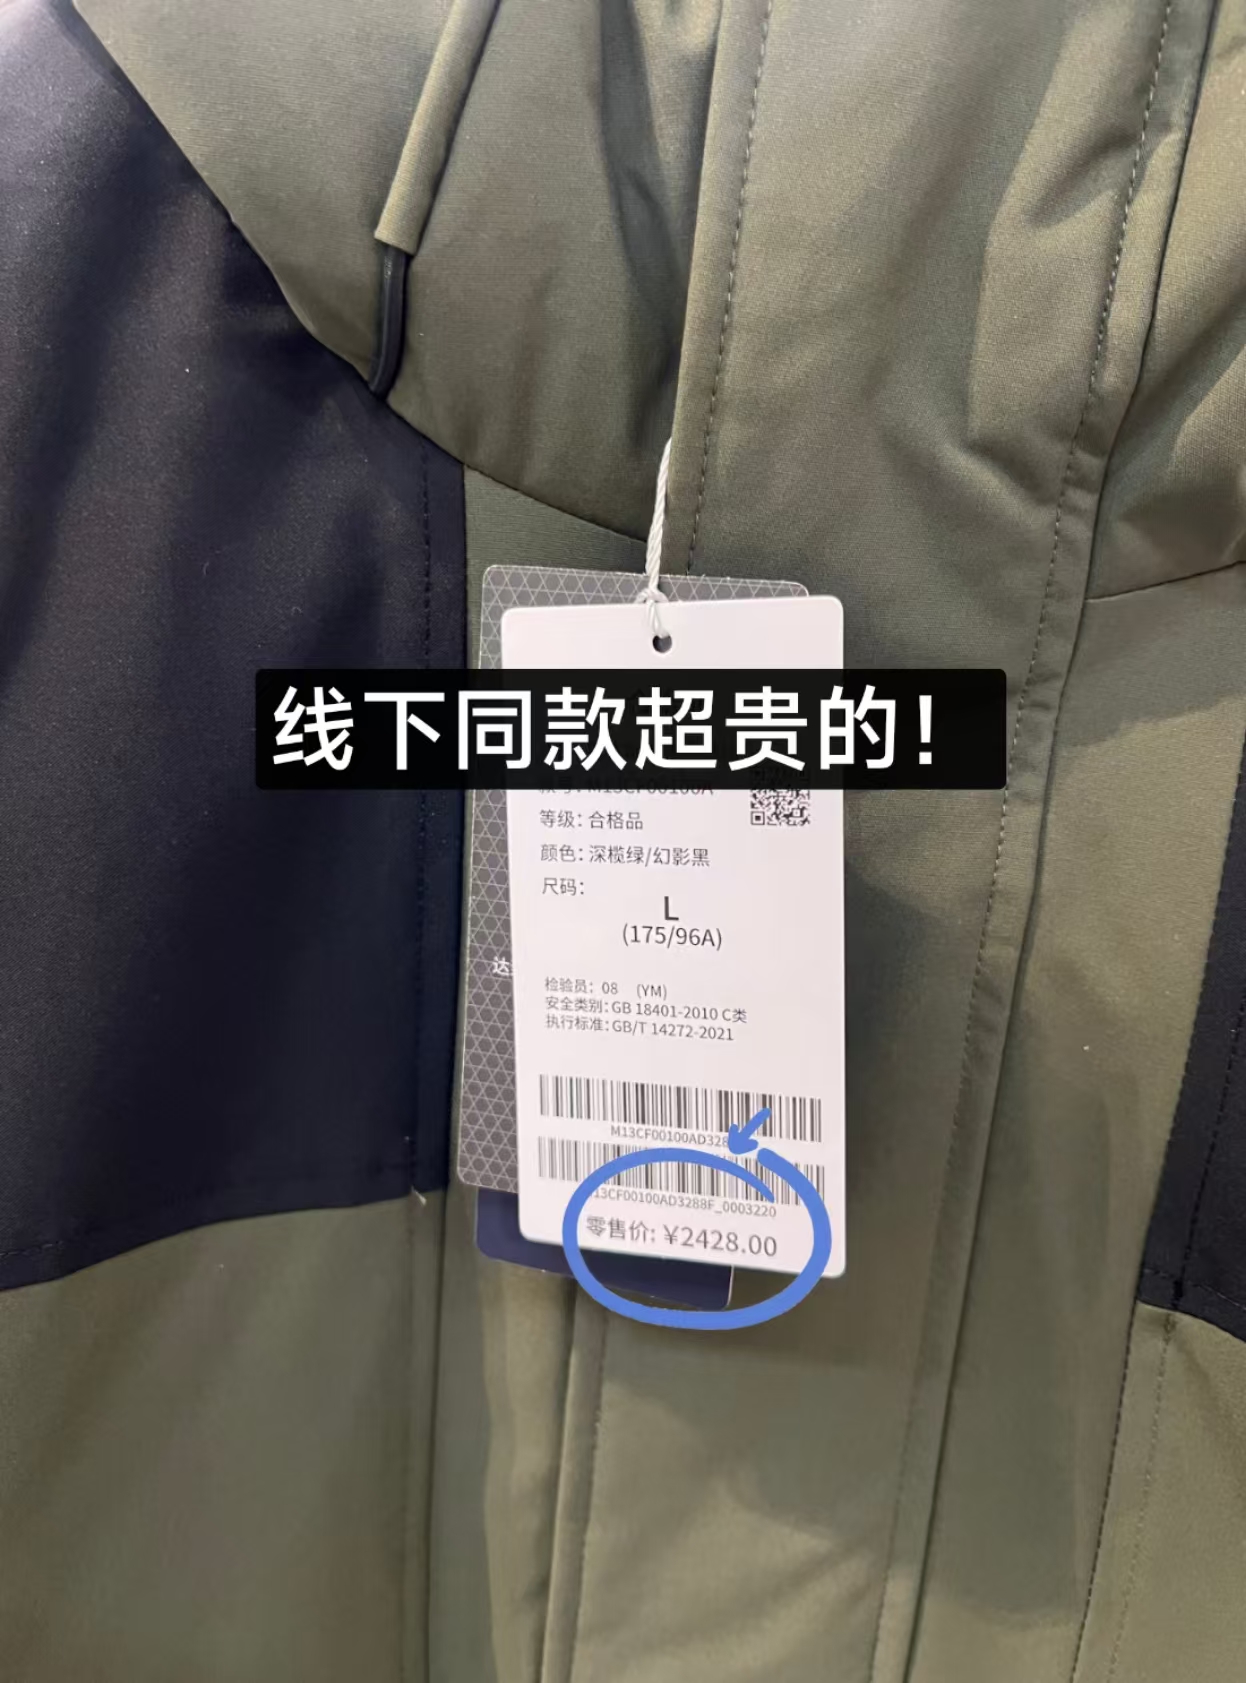 线下同款超贵的！
等级：合格品
颜色：深榄绿/幻影黑
尺码：
L
(175/96A)
达
检验员：08 (YM)
安全类别：GB 18401-2010 C类
执行标准：GB/T 14272-2021
M13CF00100AD328
13CF00100AD3288F_0003220
零售价：¥2428.00